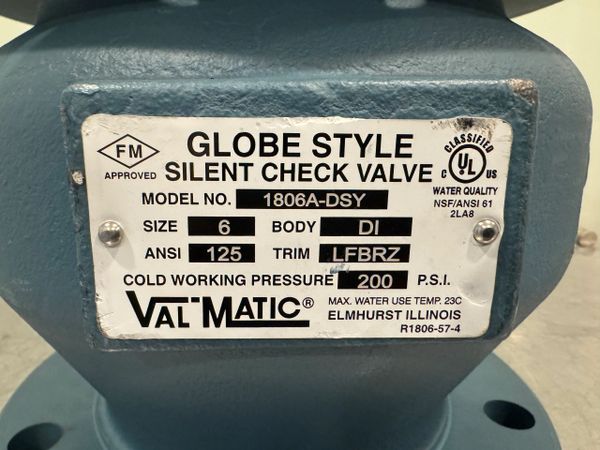 FM
APPROVED
GLOBE STYLE
SILENT CHECK VALVE
CLASSIFIED
C UL US
WATER QUALITY
NSF/ANSI 61
2LA8
MODEL NO. 1806A-DSY
SIZE 6 BODY DI
ANSI 125 TRIM LFBRZ
COLD WORKING PRESSURE 200 P.S.I.
VAL MATIC®
MAX. WATER USE TEMP. 23C
ELMHURST ILLINOIS
R1806-57-4